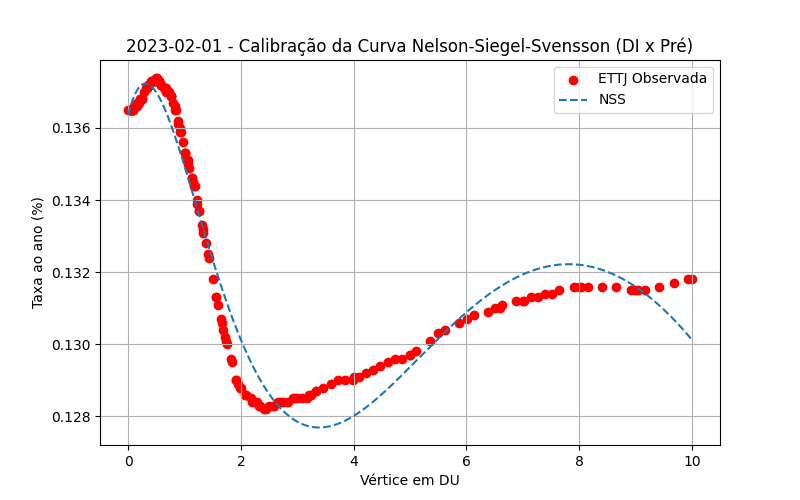 2023-02-01 - Calibração da Curva Nelson-Siegel-Svensson (DI x Pré)
ETTJ Observada
NSS
Taxa ao ano (%)
0.136
0.134
0.132
0.130
0.128
0
2
4
6
8
10
Vértice em DU